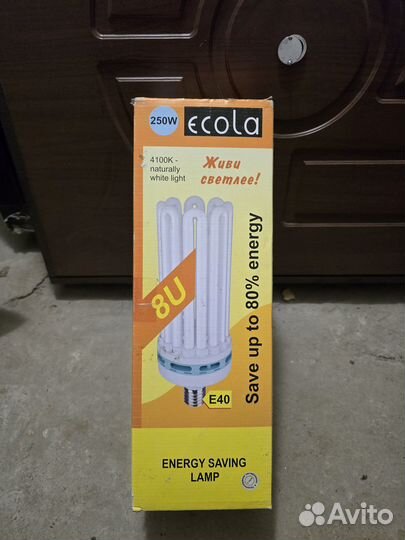 250W ecola
4100K -
naturally
white light
Живи
светлее!
8U
Save up to 80% energy
E40
ENERGY SAVING
LAMP
Avito